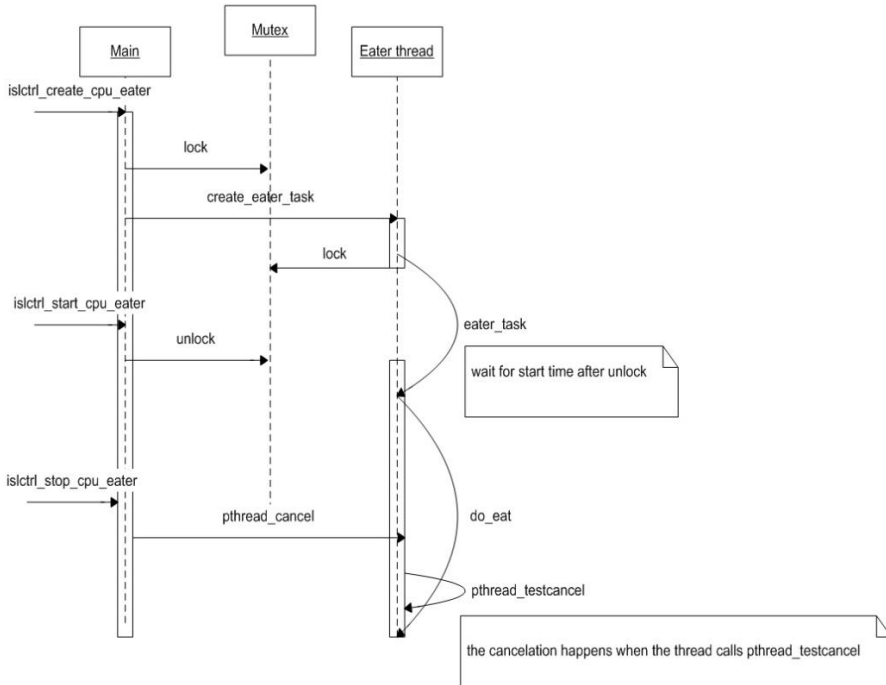 Main
Mutex
Eater thread
islctrl_create_cpu_eater
lock
create_eater_task
lock
islctrl_start_cpu_eater
eater_task
unlock
wait for start time after unlock
islctrl_stop_cpu_eater
pthread_cancel
do_eat
pthread_testcancel
the cancelation happens when the thread calls pthread_testcancel